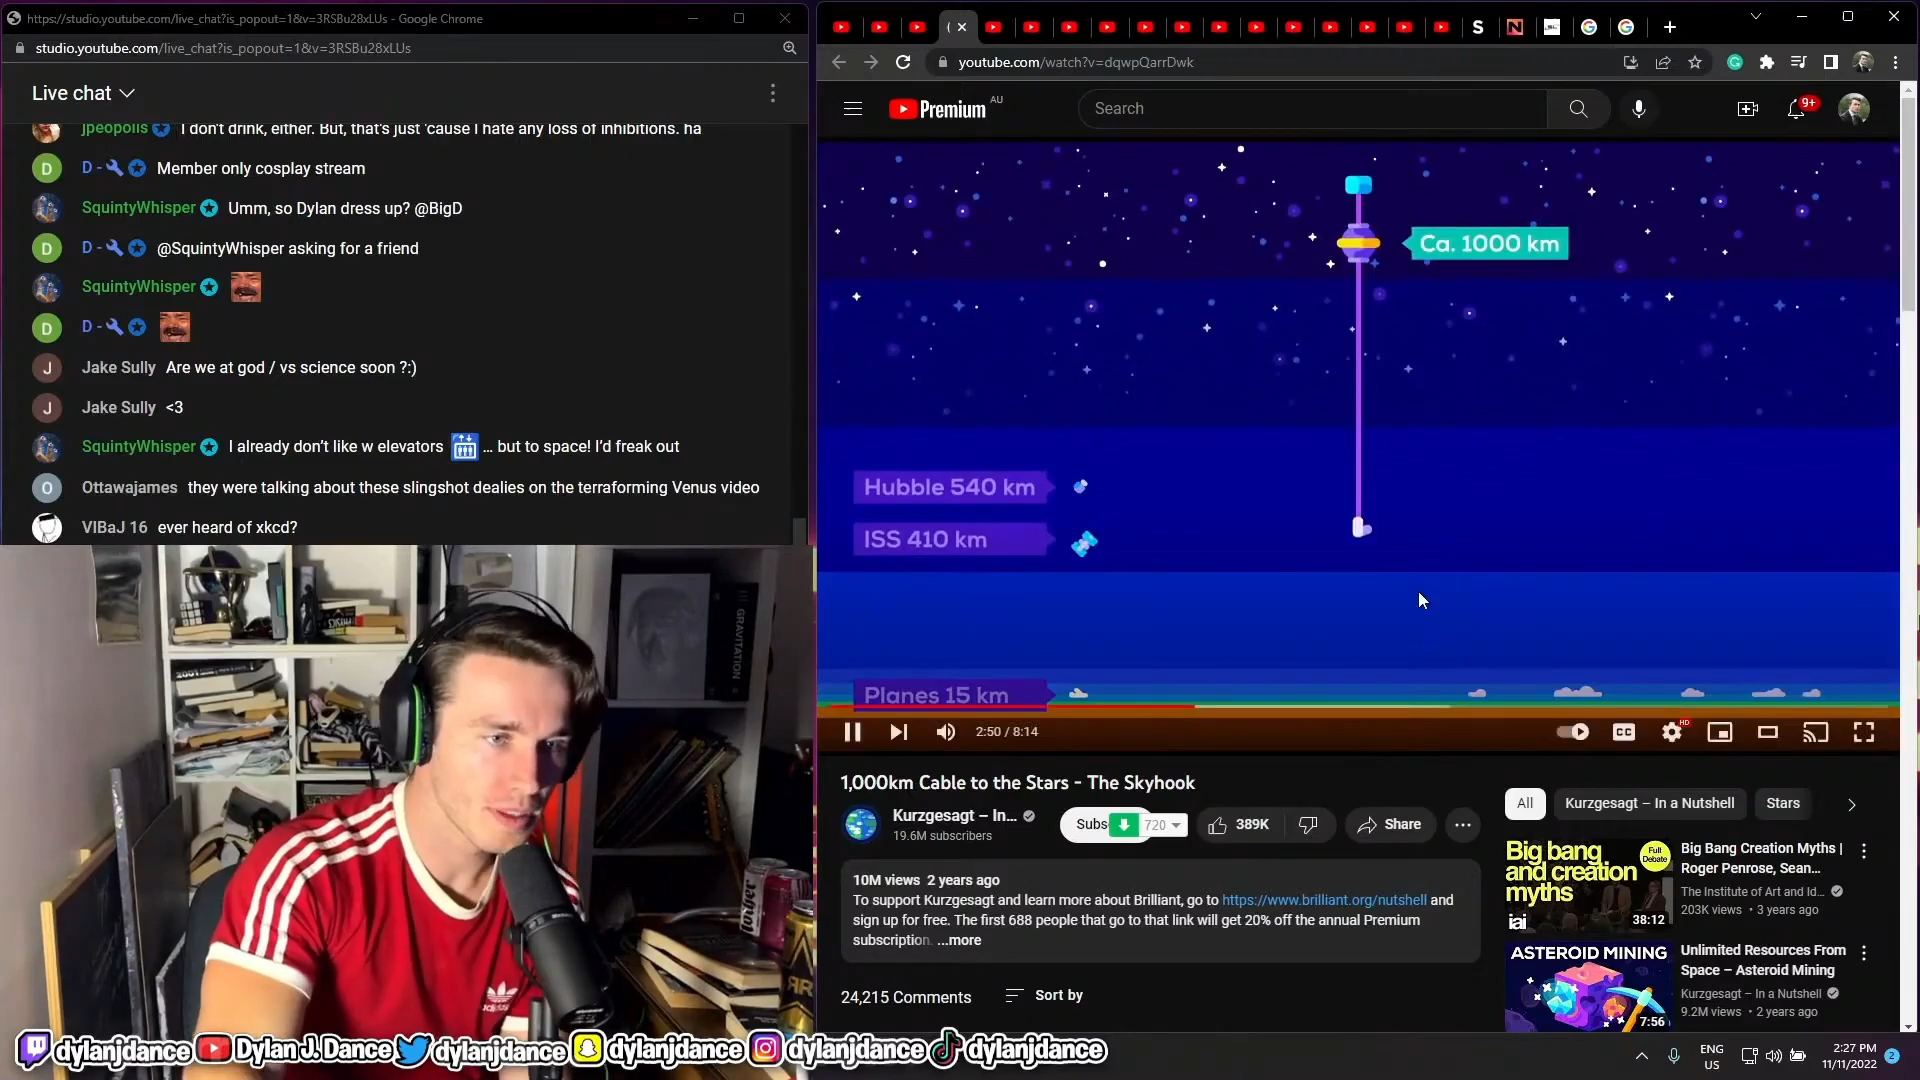 https://studio.youtube.com/live_chat?is_popout=1&v=3RSBu28xLUs - Google Chrome
studio.youtube.com/live_chat?is_popout=1&v=3RSBu28xLUs
Live chat
jpeopolis I don't drink, either. But, that's just 'cause I hate any loss of inhibitions. ha
D - Member only cosplay stream
SquintyWhisper Umm, so Dylan dress up? @BigD
D - @SquintyWhisper asking for a friend
SquintyWhisper
D -
Jake Sully Are we at god / vs science soon ?:)
Jake Sully <3
SquintyWhisper I already don't like w elevators ... but to space! I'd freak out
Ottawajames they were talking about these slingshot dealies on the terraforming Venus video
VIBaJ 16 ever heard of xkcd?
youtube.com/watch?v=dqwpQarrDwk
Premium AU
Search
9+
Ca. 1000 km
Hubble 540 km
ISS 410 km
Planes 15 km
2:50 / 8:14
CC
HD
1,000km Cable to the Stars - The Skyhook
Kurzgesagt – In...
19.6M subscribers
Subs
720
389K
Share
10M views 2 years ago
To support Kurzgesagt and learn more about Brilliant, go to https://www.brilliant.org/nutshell and
sign up for free. The first 688 people that go to that link will get 20% off the annual Premium
subscription. ...more
24,215 Comments
Sort by
All
Kurzgesagt – In a Nutshell
Stars
Big bang
and creation
myths
Full
Debate
iai
38:12
Big Bang Creation Myths |
Roger Penrose, Sean...
The Institute of Art and Id...
203K views • 3 years ago
ASTEROID MINING
7:56
Unlimited Resources From
Space – Asteroid Mining
Kurzgesagt – In a Nutshell
9.2M views • 2 years ago
GRAVITATION
2001
PHYSICS
dylanjdance
Dylan J. Dance
dylanjdance
dylanjdance
dylanjdance
dylanjdance
ENG
US
2:27 PM
11/11/2022
2